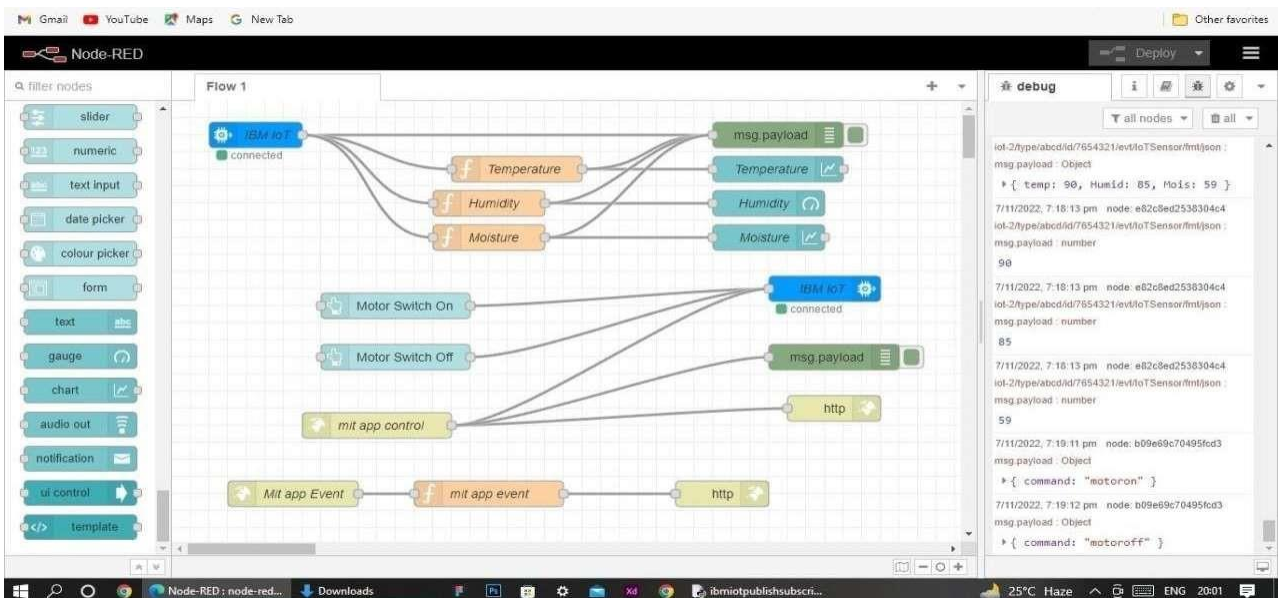 Gmail YouTube Maps New Tab Other favorites
Node-RED Deploy
filter nodes Flow 1 debug i
all nodes all
slider
numeric
text input
date picker
colour picker
form
text abc
gauge
chart
audio out
notification
ui control
template
IBM IoT
connected
Temperature
Humidity
Moisture
msg.payload
Temperature
Humidity
Moisture
Motor Switch On
Motor Switch Off
mit app control
IBM IoT
connected
msg.payload
http
Mit app Event mit app event http
iot-2/type/abcd/id/7654321/evt/IoTSensor/fmt/json :
msg.payload : Object
{ temp: 90, Humid: 85, Mois: 59 }
7/11/2022, 7:18:13 pm node: e82c8ed2538304c4
iot-2/type/abcd/id/7654321/evt/IoTSensor/fmt/json :
msg.payload : number
90
7/11/2022, 7:18:13 pm node: e82c8ed2538304c4
iot-2/type/abcd/id/7654321/evt/IoTSensor/fmt/json :
msg.payload : number
85
7/11/2022, 7:18:13 pm node: e82c8ed2538304c4
iot-2/type/abcd/id/7654321/evt/IoTSensor/fmt/json :
msg.payload : number
59
7/11/2022, 7:19:11 pm node: b09e69c70495fcd3
msg.payload : Object
{ command: "motoron" }
7/11/2022, 7:19:12 pm node: b09e69c70495fcd3
msg.payload : Object
{ command: "motoroff" }
Node-RED : node-red... Downloads Ps Xd ibmiotpublishsubscri... 25°C Haze ENG 20:01